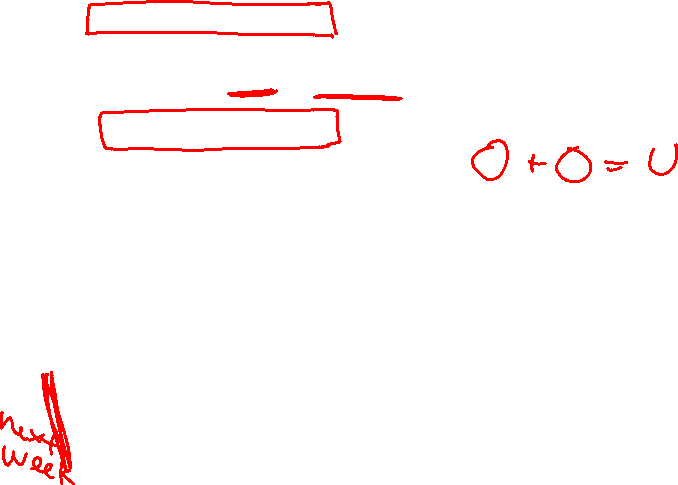 O + O = U
next
week